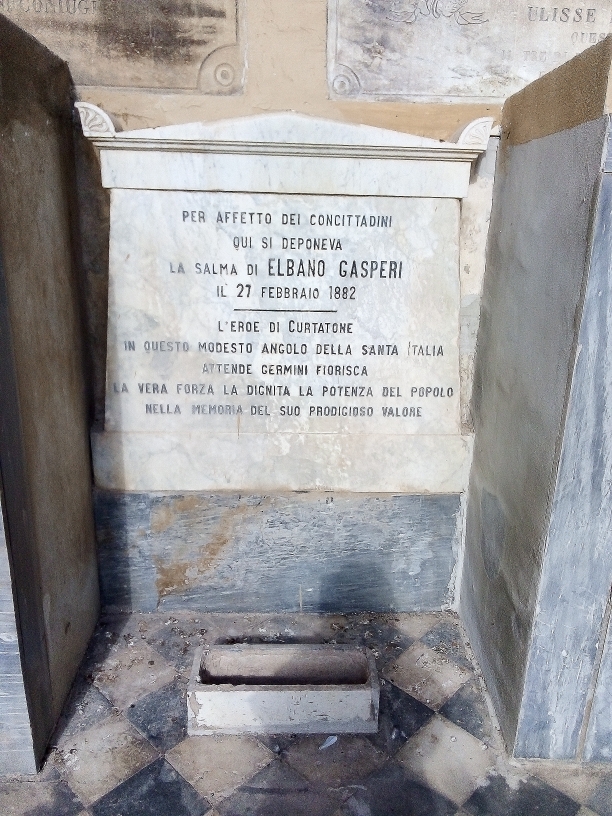 CONIUGI
ULISSE
QUES
PER AFFETTO DEI CONCITTADINI
QUI SI DEPONEVA
LA SALMA DI ELBANO GASPERI
IL 27 FEBBRAIO 1882
L'EROE DI CURTATONE
IN QUESTO MODESTO ANGOLO DELLA SANTA ITALIA
ATTENDE GERMINI FIORISCA
LA VERA FORZA LA DIGNITA LA POTENZA DEL POPOLO
NELLA MEMORIA DEL SUO PRODIGIOSO VALORE